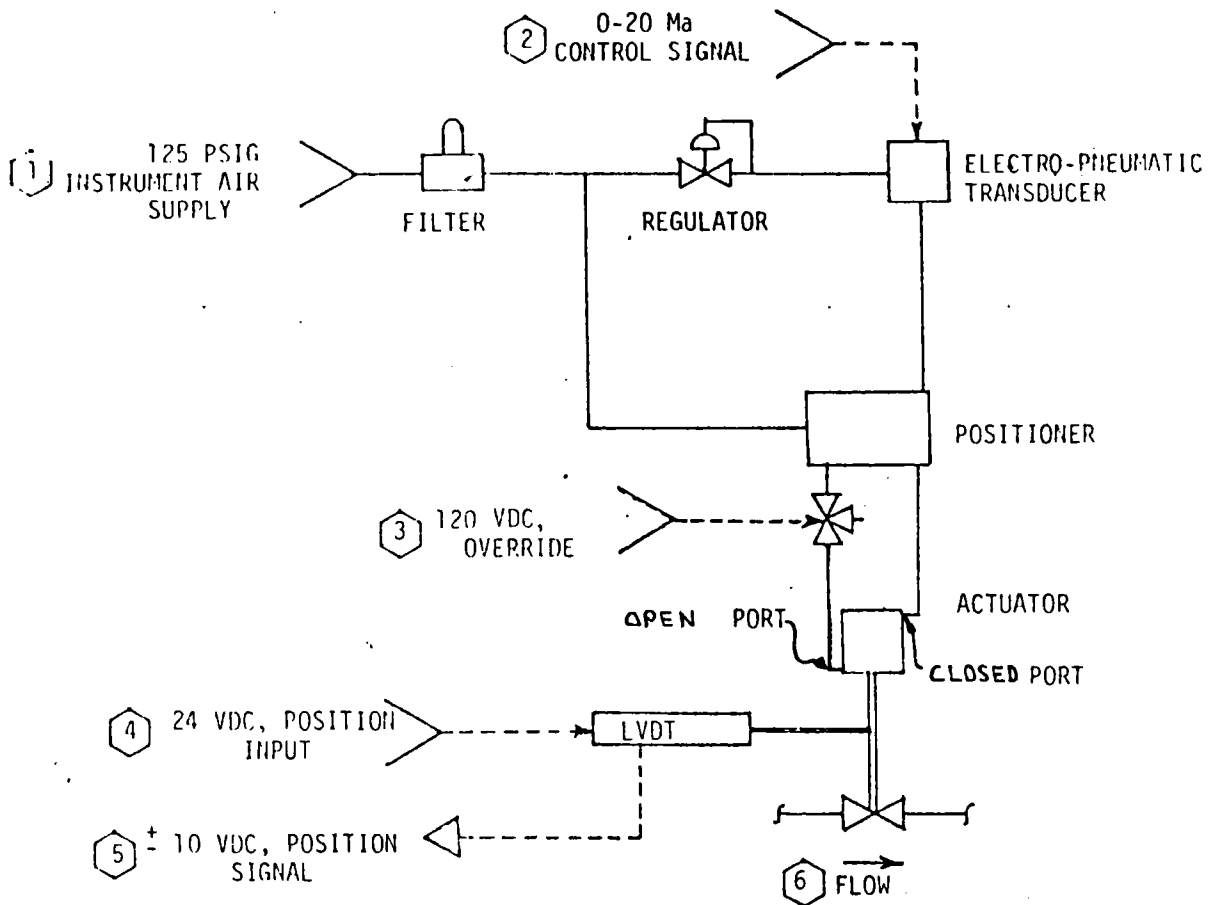 2 0-20 Ma
CONTROL SIGNAL
1 125 PSIG
INSTRUMENT AIR
SUPPLY
FILTER
REGULATOR
ELECTRO-PNEUMATIC
TRANSDUCER
POSITIONER
3 120 VDC,
OVERRIDE
ACTUATOR
OPEN PORT
CLOSED PORT
4 24 VDC, POSITION
INPUT
LVDT
5 ± 10 VDC, POSITION
SIGNAL
6 FLOW